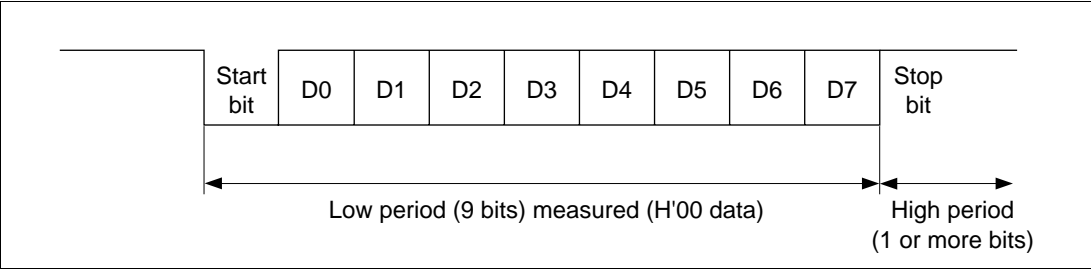 Start bit D0 D1 D2 D3 D4 D5 D6 D7 Stop bit
Low period (9 bits) measured (H'00 data)
High period
(1 or more bits)